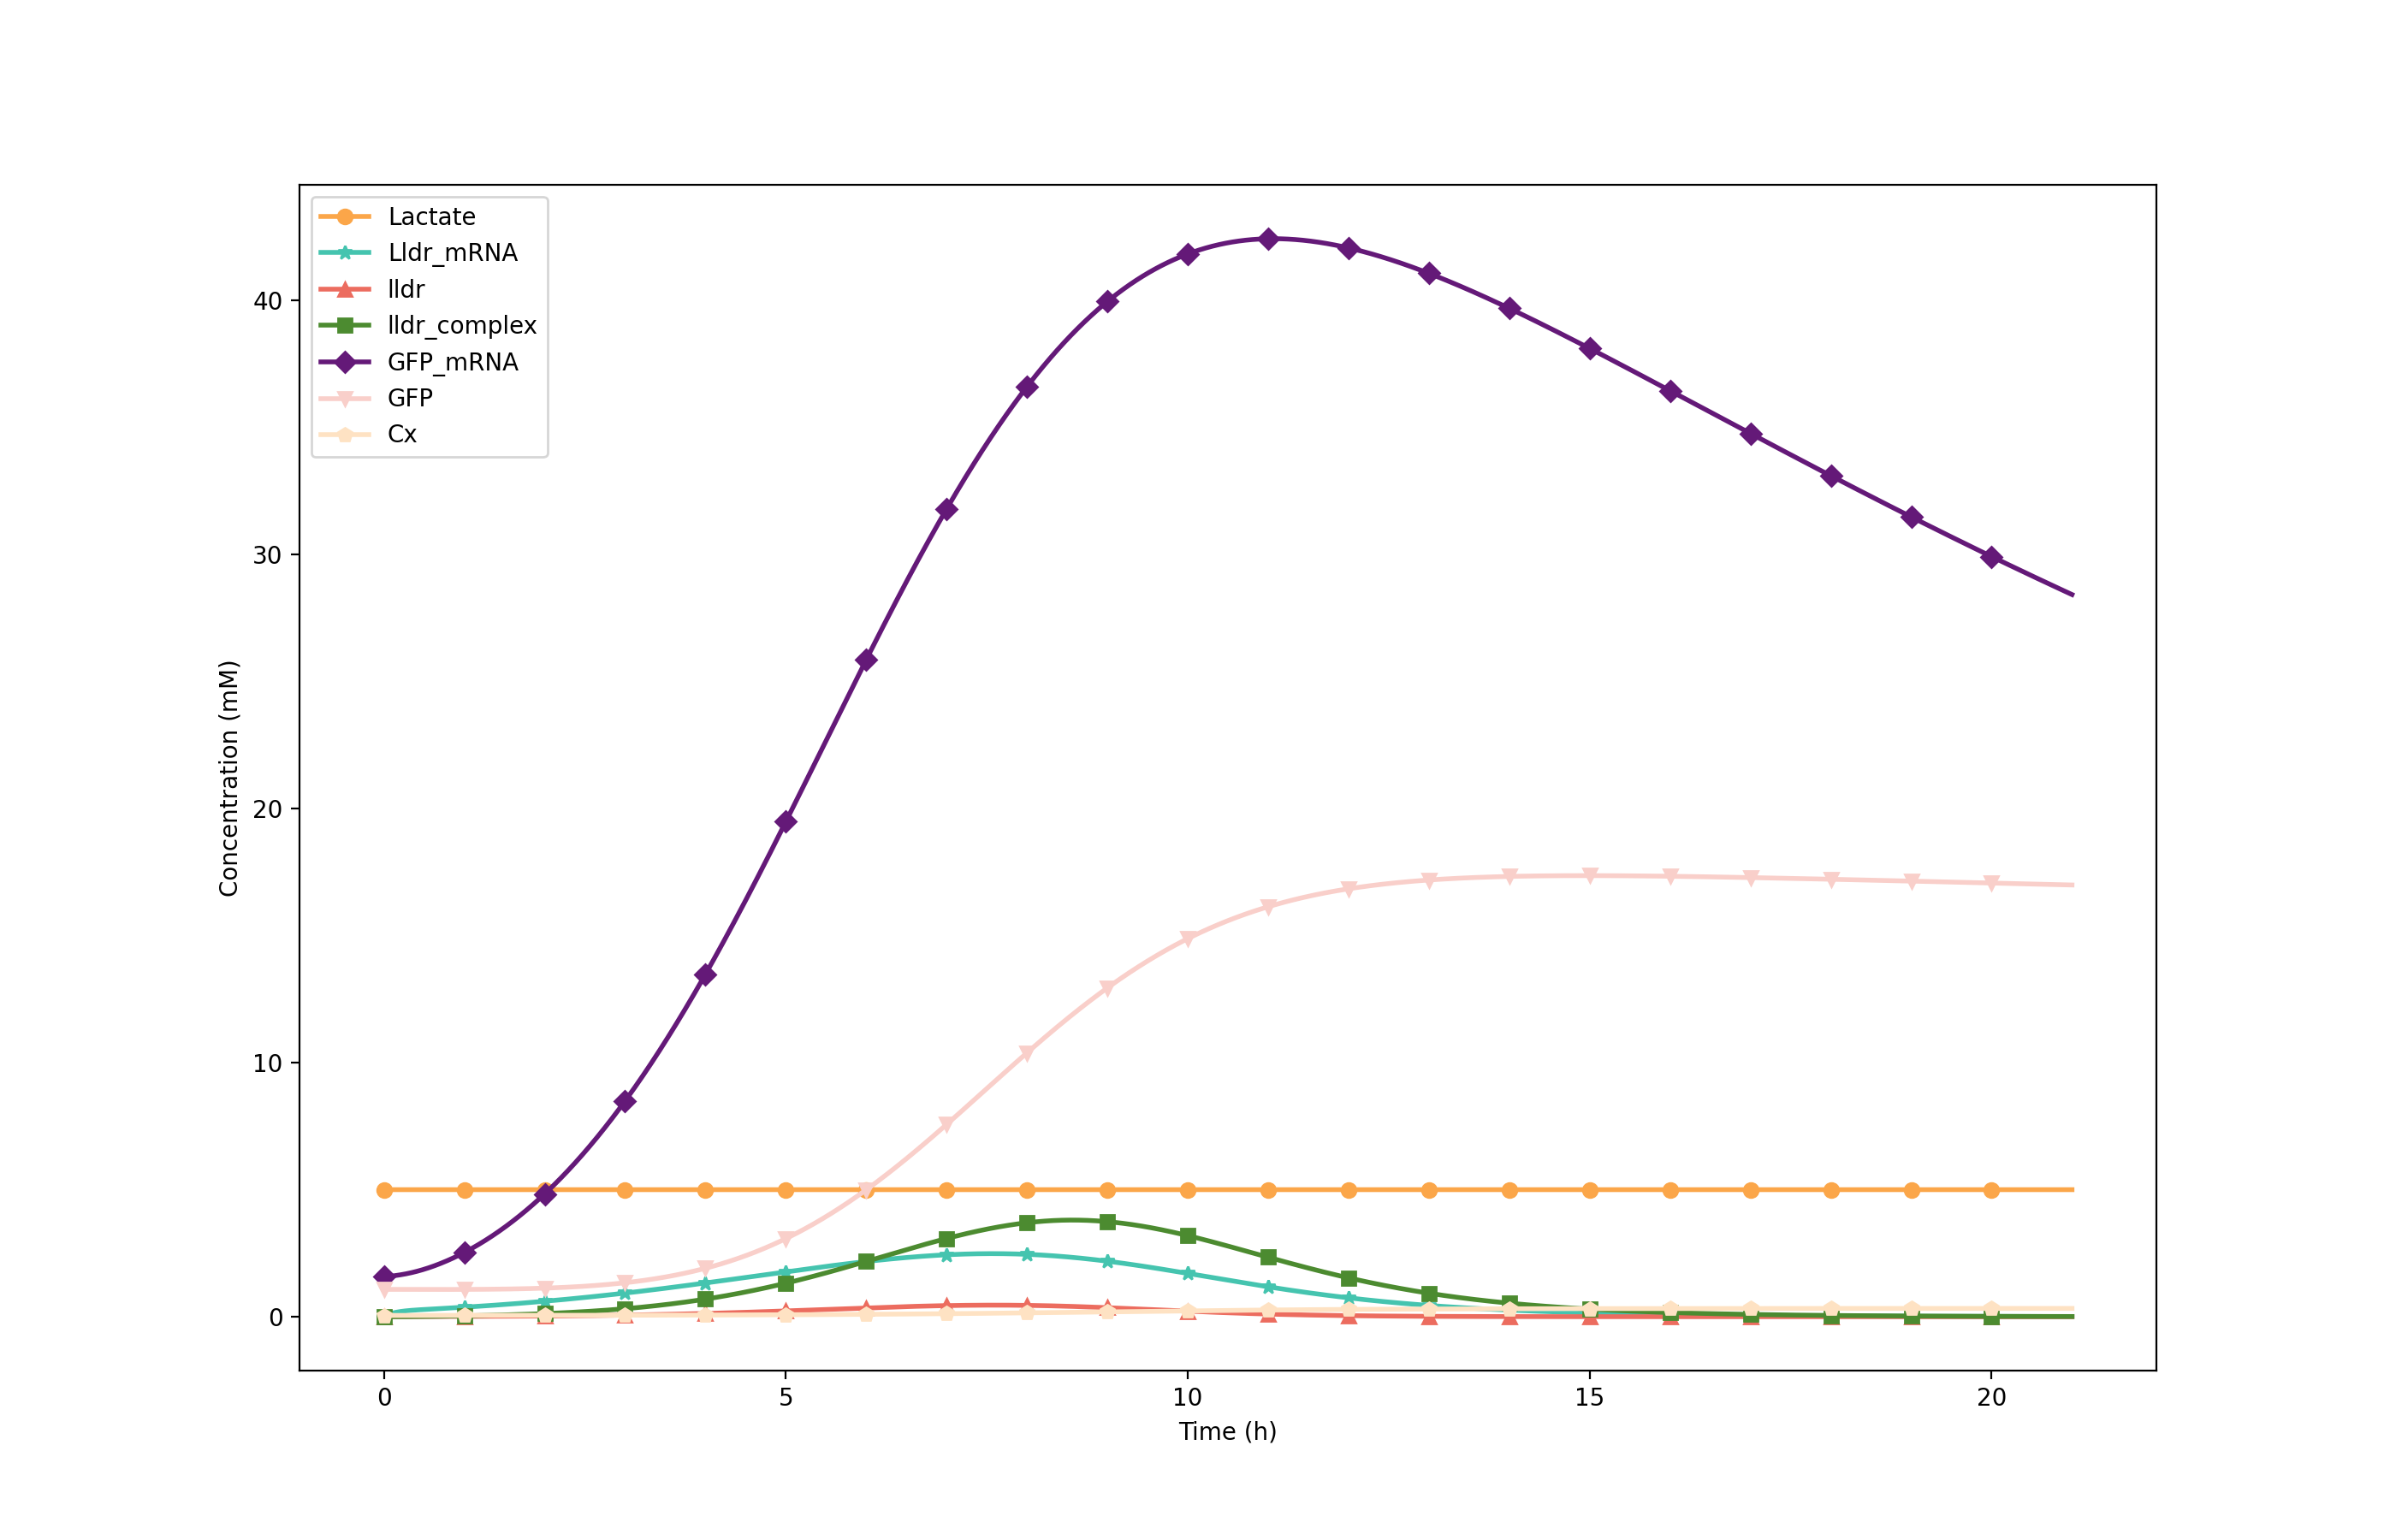 Lactate
Lldr_mRNA
lldr
lldr_complex
GFP_mRNA
GFP
Cx
40
30
20
10
0
Concentration (mM)
0 5 10 15 20
Time (h)